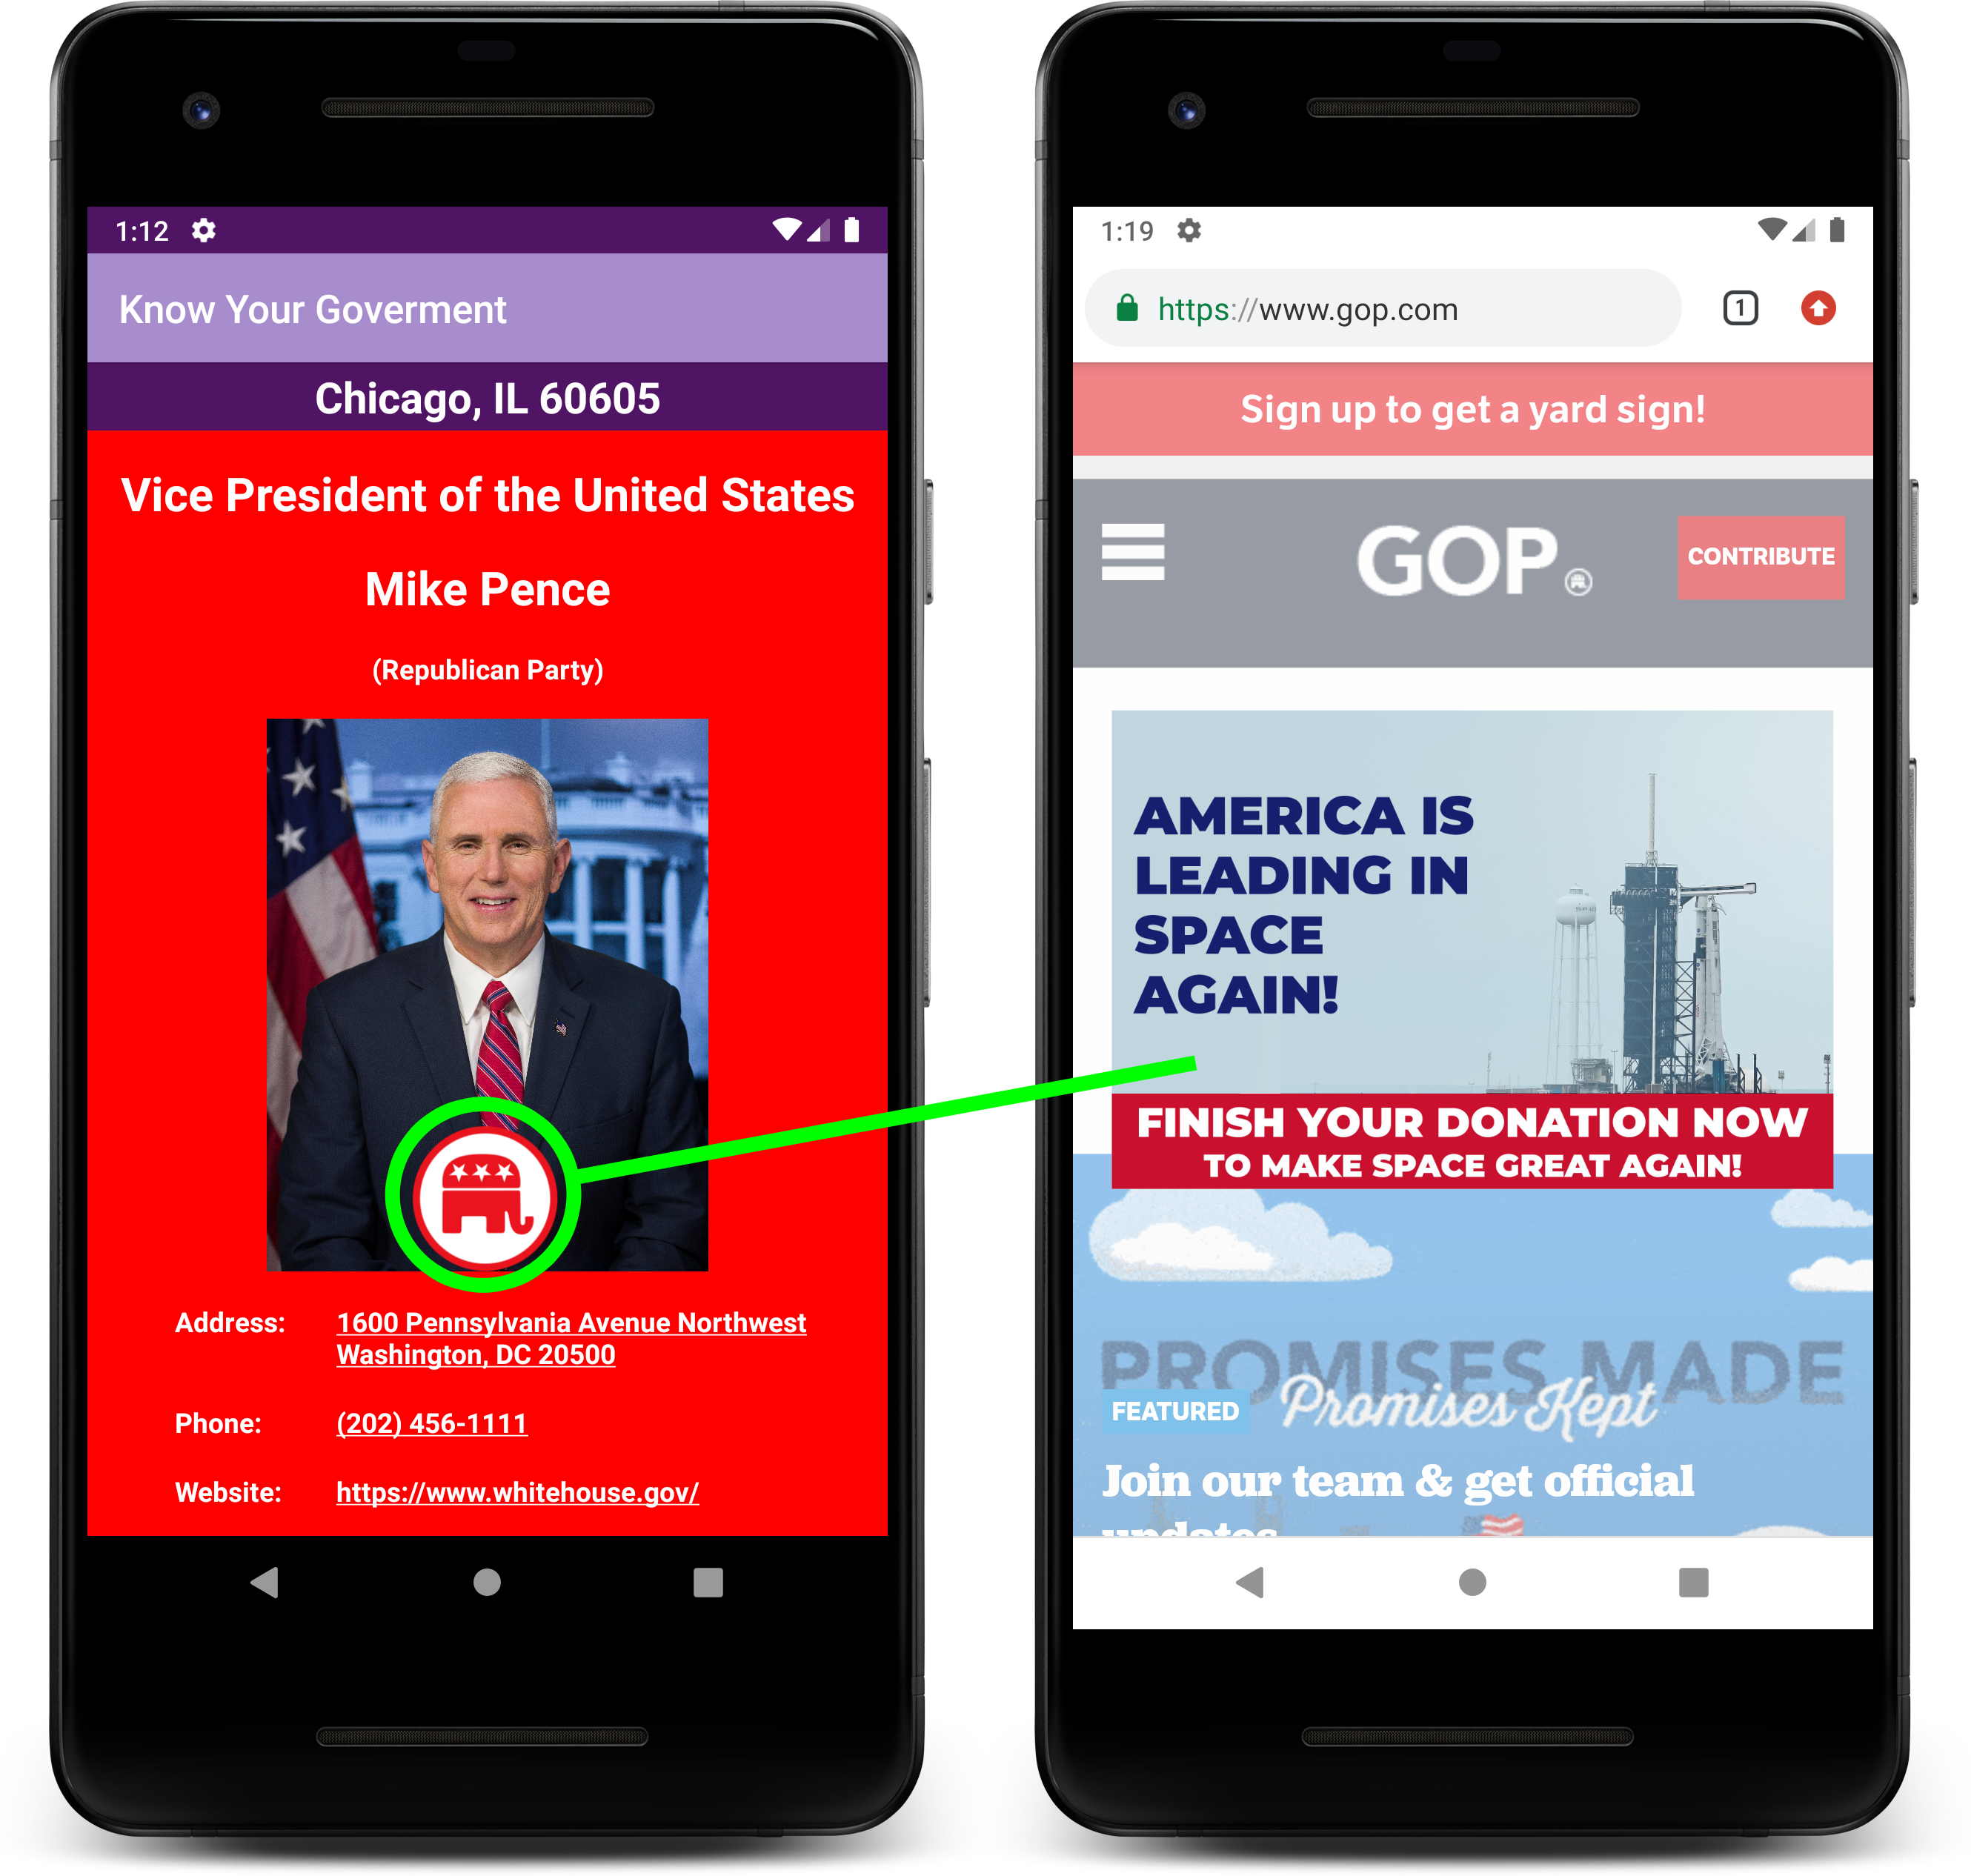 1:12
Know Your Goverment
Chicago, IL 60605
Vice President of the United States
Mike Pence
(Republican Party)
Address: 1600 Pennsylvania Avenue Northwest
Washington, DC 20500
Phone: (202) 456-1111
Website: https://www.whitehouse.gov/
1:19
https://www.gop.com
1
Sign up to get a yard sign!
GOP
CONTRIBUTE
AMERICA IS
LEADING IN
SPACE
AGAIN!
FINISH YOUR DONATION NOW
TO MAKE SPACE GREAT AGAIN!
PROMISES MADE
Promises Kept
FEATURED
Join our team & get official
updates